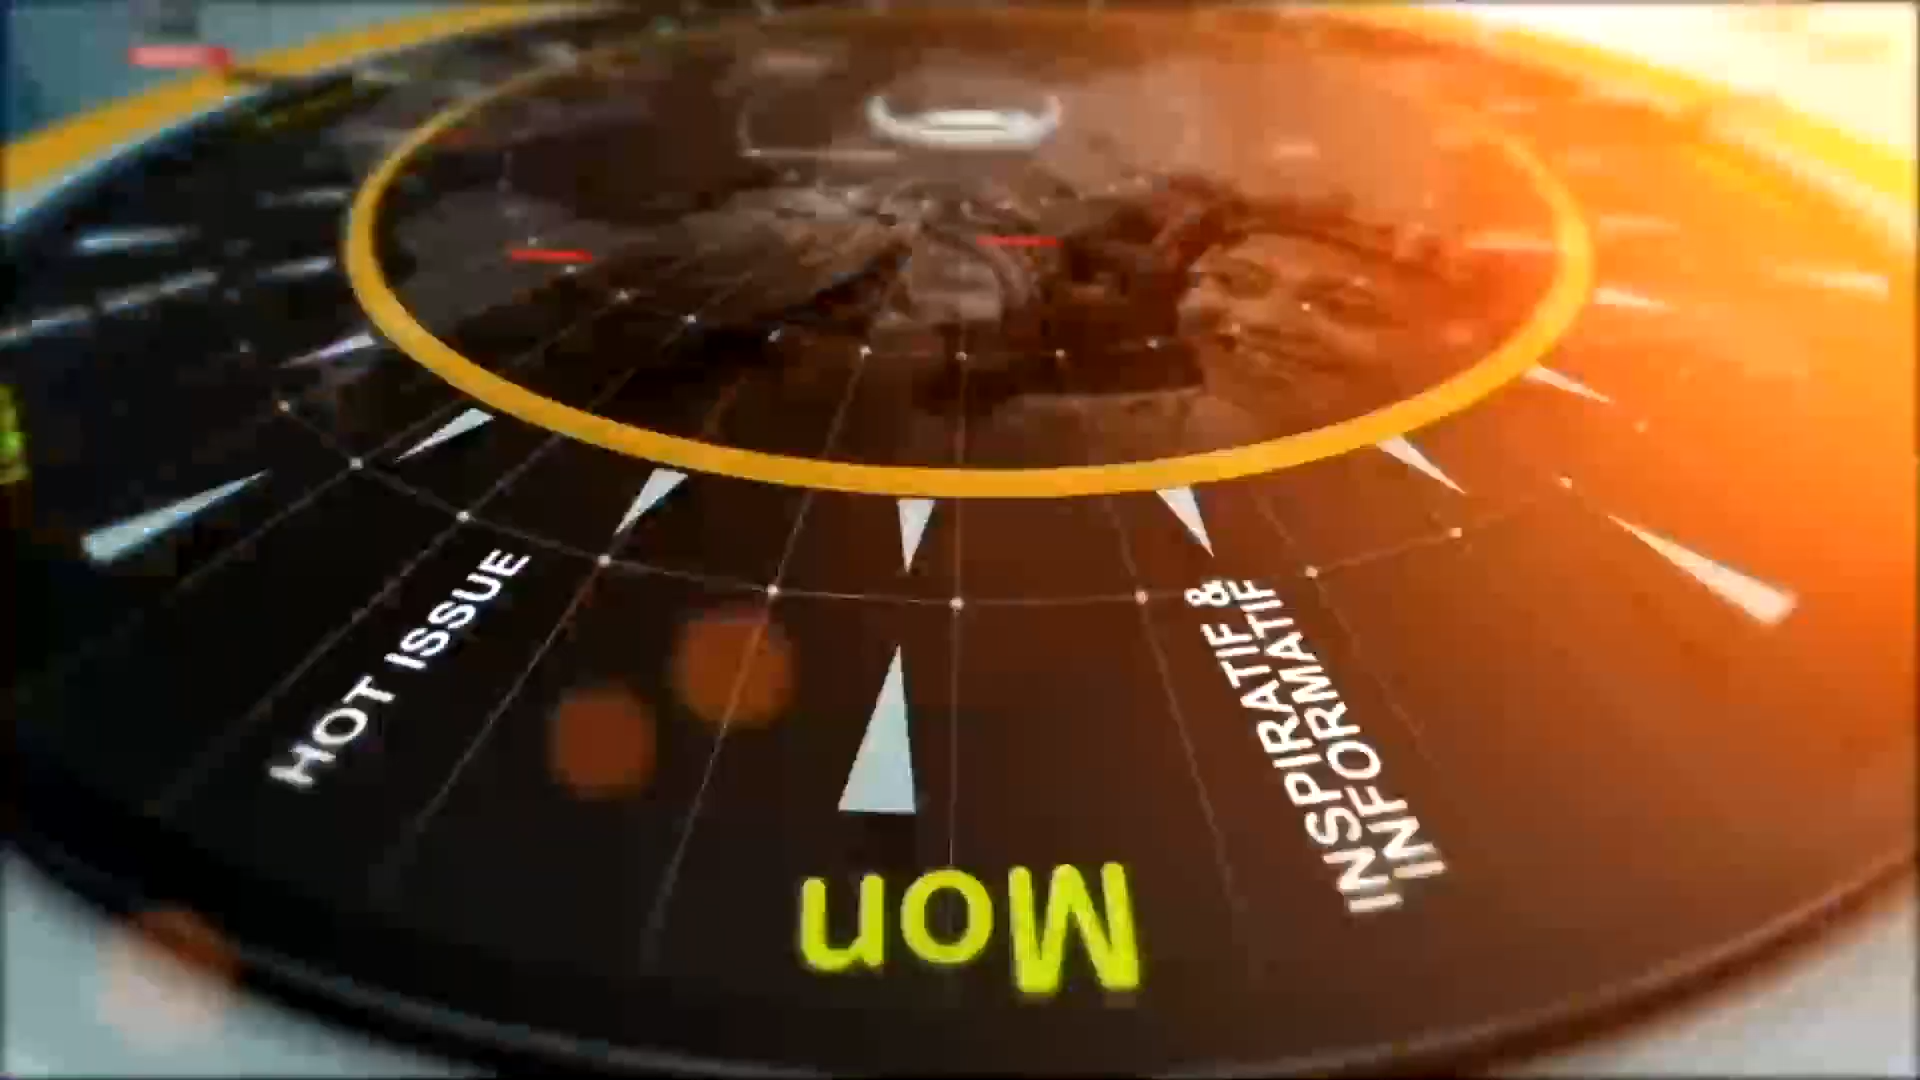 HOT ISSUE
INSPIRATIF &
INFORMATIF
Mon